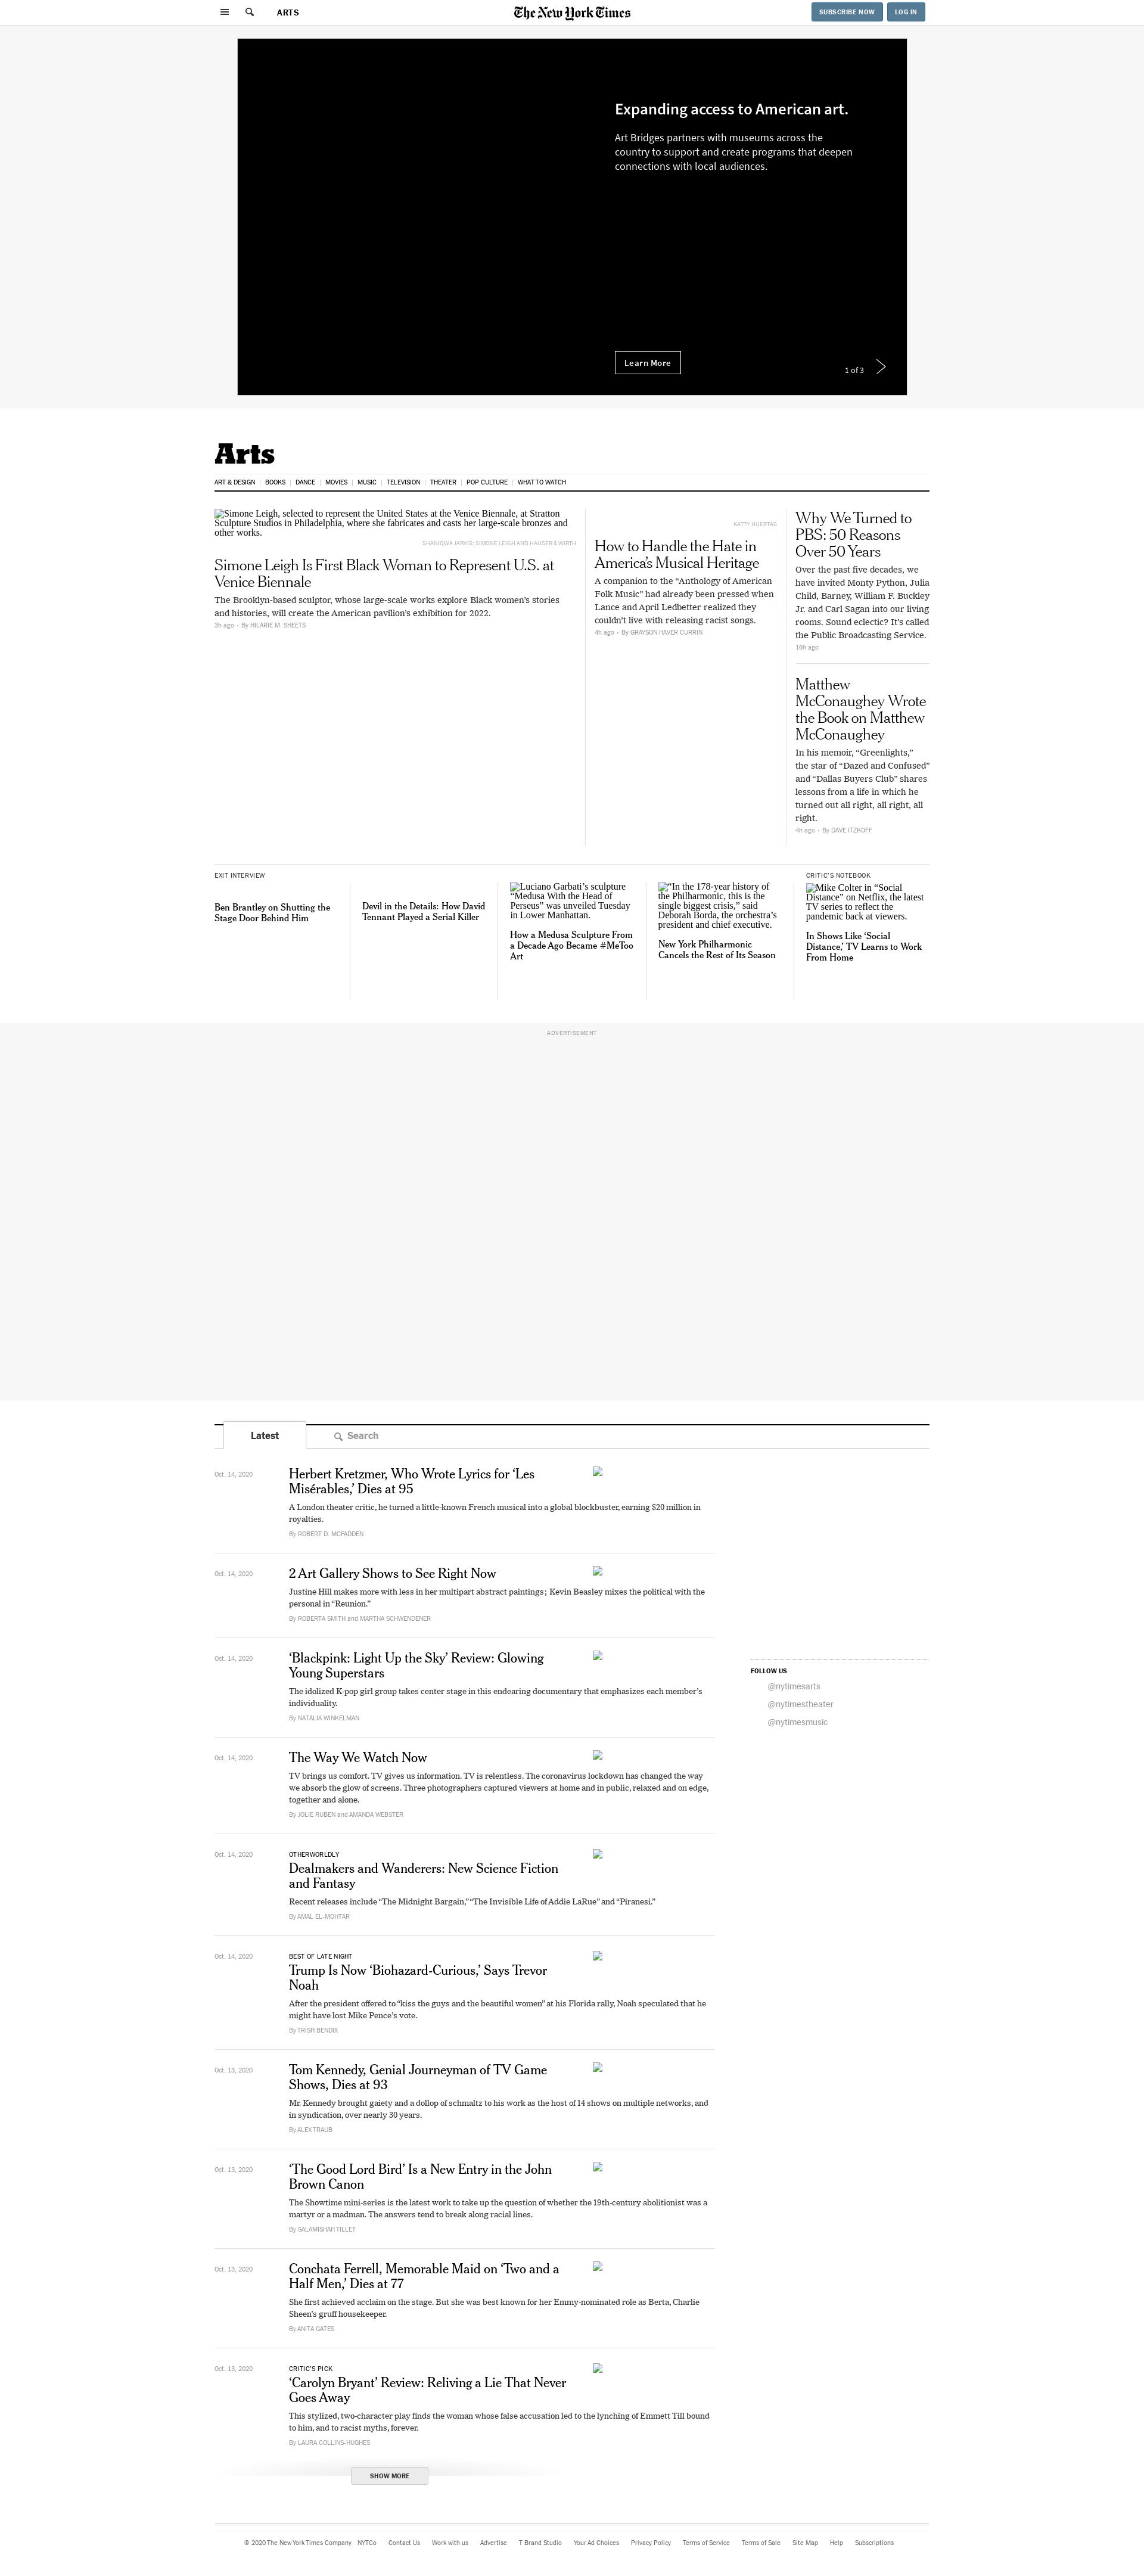 ARTS
The New York Times
SUBSCRIBE NOW
LOG IN
Expanding access to American art.
Art Bridges partners with museums across the
country to support and create programs that deepen
connections with local audiences.
Learn More
1 of 3
Arts
ART & DESIGN
BOOKS
DANCE
MOVIES
MUSIC
TELEVISION
THEATER
POP CULTURE
WHAT TO WATCH
Simone Leigh, selected to represent the United States at the Venice Biennale, at Stratton
Sculpture Studios in Philadelphia, where she fabricates and casts her large-scale bronzes and
other works.
SHANIQWA JARVIS; SIMONE LEIGH AND HAUSER & WIRTH
Simone Leigh Is First Black Woman to Represent U.S. at
Venice Biennale
The Brooklyn-based sculptor, whose large-scale works explore Black women's stories
and histories, will create the American pavilion's exhibition for 2022.
3h ago - By HILARIE M. SHEETS
KATTY HUERTAS
How to Handle the Hate in
America's Musical Heritage
A companion to the “Anthology of American
Folk Music” had already been pressed when
Lance and April Ledbetter realized they
couldn't live with releasing racist songs.
4h ago - By GRAYSON HAVER CURRIN
Why We Turned to
PBS: 50 Reasons
Over 50 Years
Over the past five decades, we
have invited Monty Python, Julia
Child, Barney, William F. Buckley
Jr. and Carl Sagan into our living
rooms. Sound eclectic? It's called
the Public Broadcasting Service.
16h ago
Matthew
McConaughey Wrote
the Book on Matthew
McConaughey
In his memoir, “Greenlights,”
the star of “Dazed and Confused”
and “Dallas Buyers Club” shares
lessons from a life in which he
turned out all right, all right, all
right.
4h ago - By DAVE ITZKOFF
EXIT INTERVIEW
Ben Brantley on Shutting the
Stage Door Behind Him
Devil in the Details: How David
Tennant Played a Serial Killer
Luciano Garbati's sculpture
“Medusa With the Head of
Perseus” was unveiled Tuesday
in Lower Manhattan.
How a Medusa Sculpture From
a Decade Ago Became #MeToo
Art
“In the 178-year history of
the Philharmonic, this is the
single biggest crisis,” said
Deborah Borda, the orchestra's
president and chief executive.
New York Philharmonic
Cancels the Rest of Its Season
CRITIC'S NOTEBOOK
Mike Colter in “Social
Distance” on Netflix, the latest
TV series to reflect the
pandemic back at viewers.
In Shows Like ‘Social
Distance,’ TV Learns to Work
From Home
ADVERTISEMENT
Latest
Search
Oct. 14, 2020
Herbert Kretzmer, Who Wrote Lyrics for ‘Les
Misérables,’ Dies at 95
A London theater critic, he turned a little-known French musical into a global blockbuster, earning $20 million in
royalties.
By ROBERT D. MCFADDEN
Oct. 14, 2020
2 Art Gallery Shows to See Right Now
Justine Hill makes more with less in her multipart abstract paintings; Kevin Beasley mixes the political with the
personal in “Reunion.”
By ROBERTA SMITH and MARTHA SCHWENDENER
Oct. 14, 2020
‘Blackpink: Light Up the Sky’ Review: Glowing
Young Superstars
The idolized K-pop girl group takes center stage in this endearing documentary that emphasizes each member's
individuality.
By NATALIA WINKELMAN
Oct. 14, 2020
The Way We Watch Now
TV brings us comfort. TV gives us information. TV is relentless. The coronavirus lockdown has changed the way
we absorb the glow of screens. Three photographers captured viewers at home and in public, relaxed and on edge,
together and alone.
By JOLIE RUBEN and AMANDA WEBSTER
Oct. 14, 2020
OTHERWORLDLY
Dealmakers and Wanderers: New Science Fiction
and Fantasy
Recent releases include “The Midnight Bargain,” “The Invisible Life of Addie LaRue” and “Piranesi.”
By AMAL EL-MOHTAR
Oct. 14, 2020
BEST OF LATE NIGHT
Trump Is Now ‘Biohazard-Curious,’ Says Trevor
Noah
After the president offered to “kiss the guys and the beautiful women” at his Florida rally, Noah speculated that he
might have lost Mike Pence's vote.
By TRISH BENDIX
Oct. 13, 2020
Tom Kennedy, Genial Journeyman of TV Game
Shows, Dies at 93
Mr. Kennedy brought gaiety and a dollop of schmaltz to his work as the host of 14 shows on multiple networks, and
in syndication, over nearly 30 years.
By ALEX TRAUB
Oct. 13, 2020
‘The Good Lord Bird’ Is a New Entry in the John
Brown Canon
The Showtime mini-series is the latest work to take up the question of whether the 19th-century abolitionist was a
martyr or a madman. The answers tend to break along racial lines.
By SALAMISHAH TILLET
Oct. 13, 2020
Conchata Ferrell, Memorable Maid on ‘Two and a
Half Men,’ Dies at 77
She first achieved acclaim on the stage. But she was best known for her Emmy-nominated role as Berta, Charlie
Sheen's gruff housekeeper.
By ANITA GATES
Oct. 13, 2020
CRITIC'S PICK
‘Carolyn Bryant’ Review: Reliving a Lie That Never
Goes Away
This stylized, two-character play finds the woman whose false accusation led to the lynching of Emmett Till bound
to him, and to racist myths, forever.
By LAURA COLLINS-HUGHES
SHOW MORE
FOLLOW US
@nytimesarts
@nytimestheater
@nytimesmusic
© 2020 The New York Times Company
NYTCo
Contact Us
Work with us
Advertise
T Brand Studio
Your Ad Choices
Privacy Policy
Terms of Service
Terms of Sale
Site Map
Help
Subscriptions